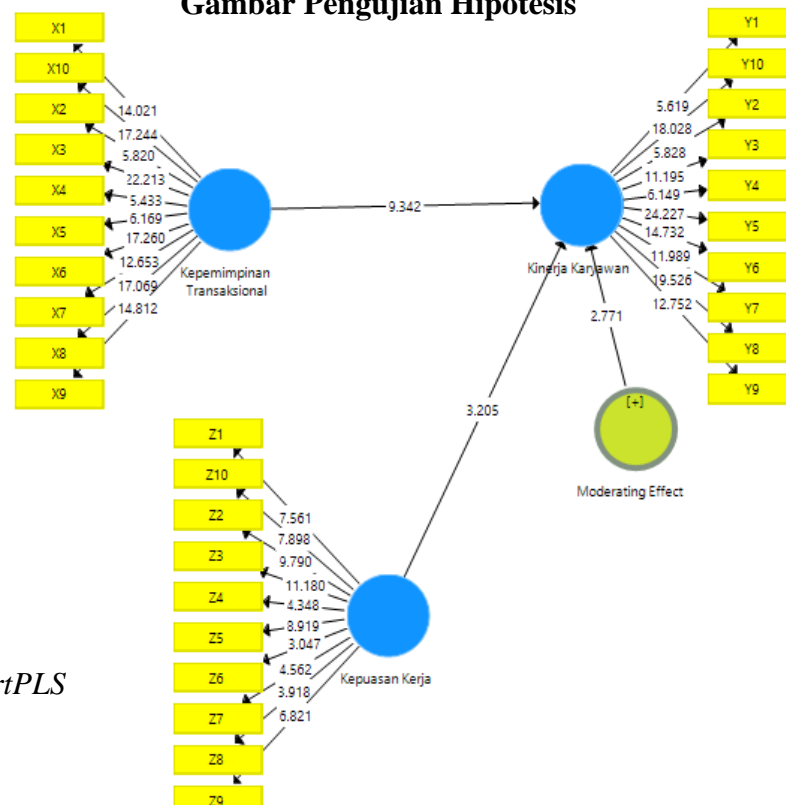 Gambar Pengujian Hipotesis
X1
X10
X2
X3
X4
X5
X6
X7
X8
X9
14.021
17.244
5.820
22.213
5.433
6.169
17.260
12.653
17.069
14.812
Kepemimpinan
Transaksional
9.342
Kinerja Karyawan
5.619
18.028
5.828
11.195
6.149
24.227
14.732
11.989
19.526
12.752
Y1
Y10
Y2
Y3
Y4
Y5
Y6
Y7
Y8
Y9
2.771
[+]
Moderating Effect
3.205
Z1
Z10
Z2
Z3
Z4
Z5
Z6
Z7
Z8
Z9
7.561
7.898
9.790
11.180
4.348
8.919
3.047
4.562
3.918
6.821
Kepuasan Kerja
rtPLS